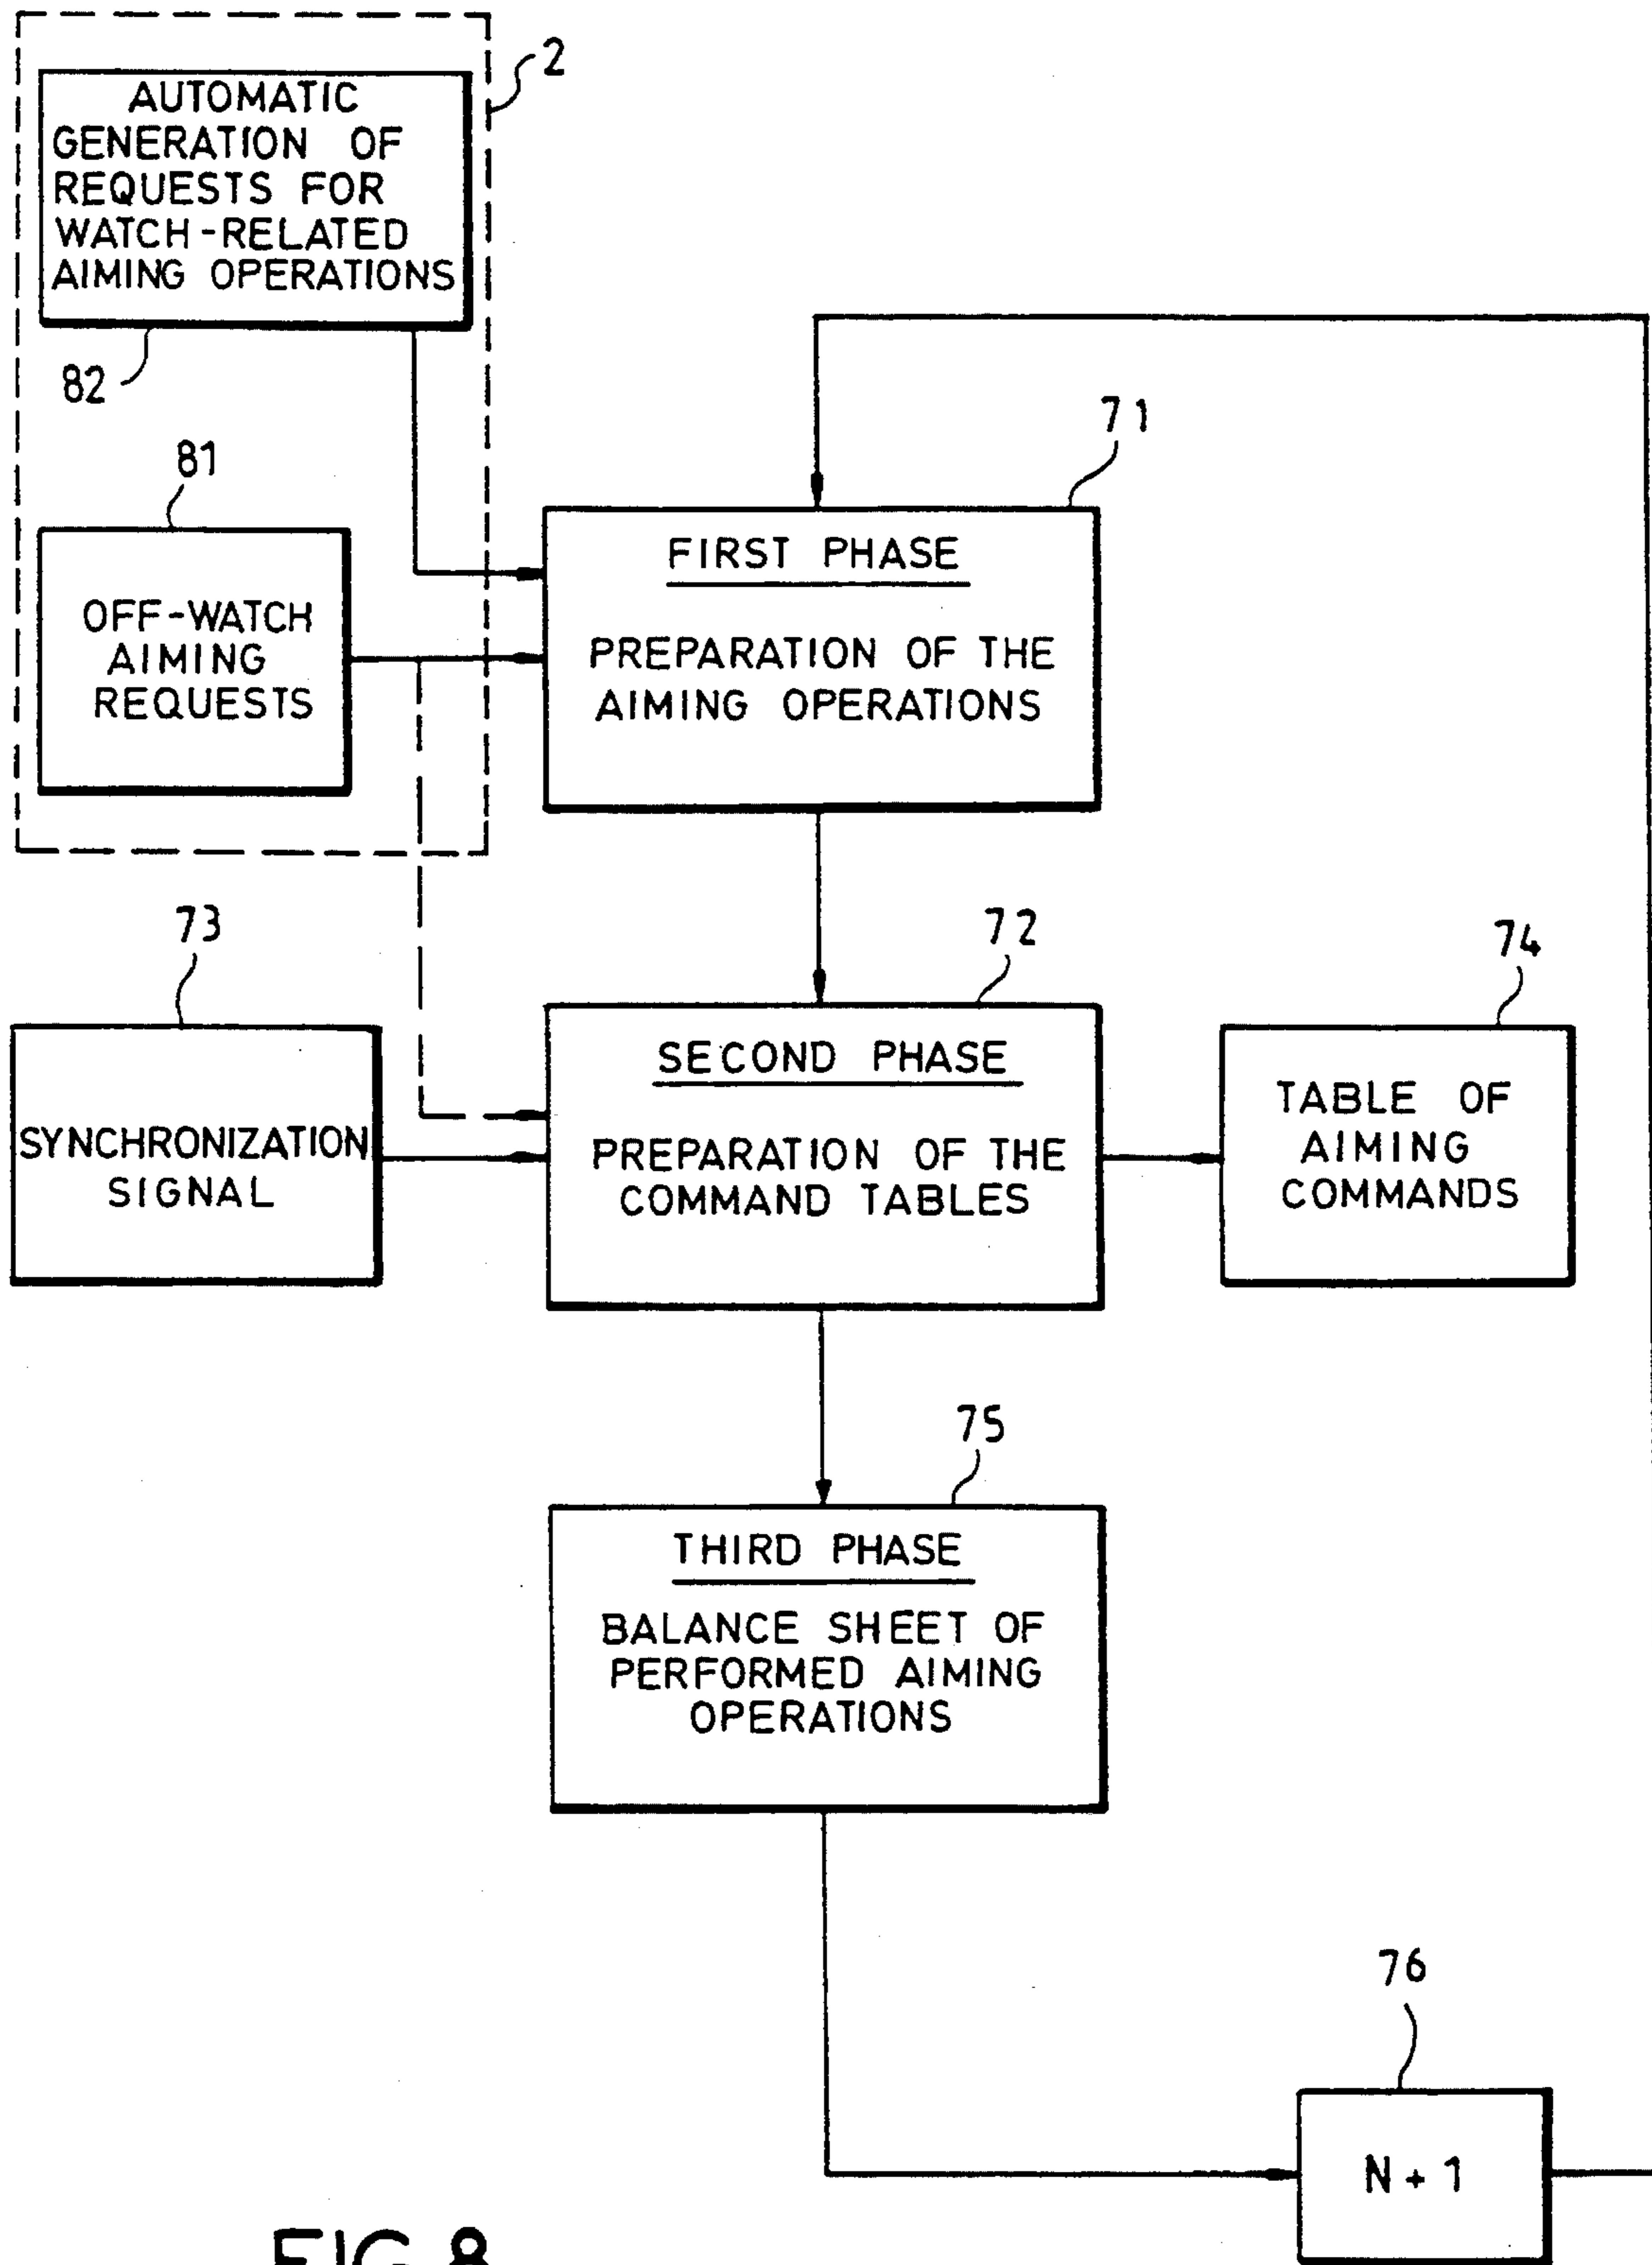 2
AUTOMATIC
GENERATION OF
REQUESTS FOR
WATCH-RELATED
AIMING OPERATIONS
82
81
OFF-WATCH
AIMING
REQUESTS
71
FIRST PHASE
PREPARATION OF THE
AIMING OPERATIONS
73
SYNCHRONIZATION
SIGNAL
72
SECOND PHASE
PREPARATION OF THE
COMMAND TABLES
74
TABLE OF
AIMING
COMMANDS
75
THIRD PHASE
BALANCE SHEET OF
PERFORMED AIMING
OPERATIONS
76
N + 1
FIG. 8